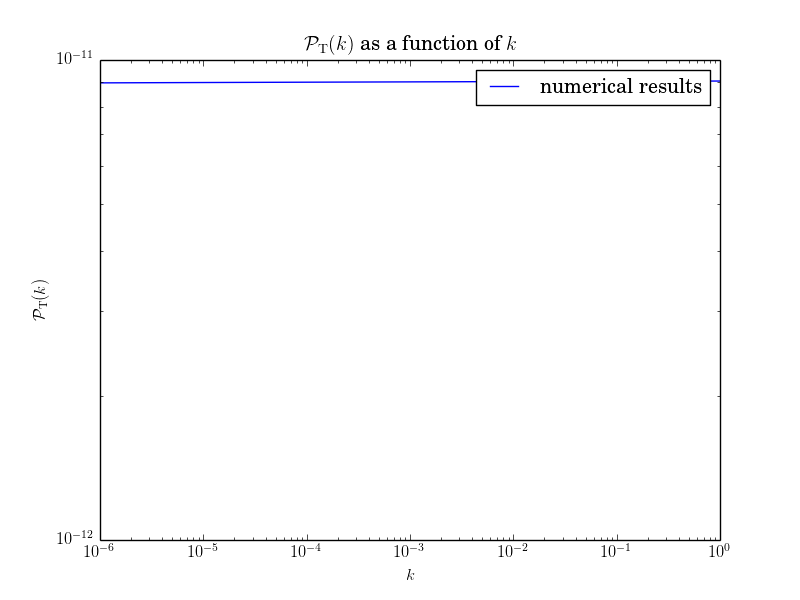 𝒫_T(k) as a function of k
numerical results
10^−11
10^−12
𝒫_T(k)
10^−6 10^−5 10^−4 10^−3 10^−2 10^−1 10^0
k